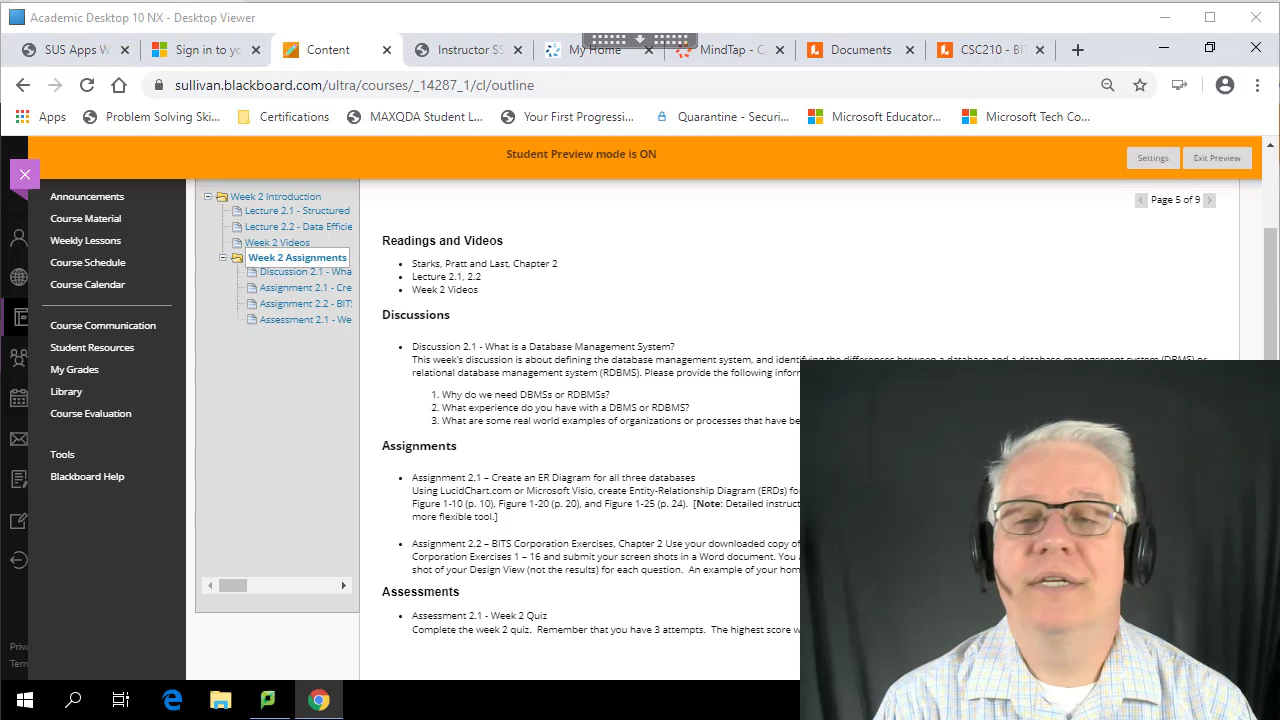 Academic Desktop 10 NX - Desktop Viewer
SUS Apps W
Sign in to yo
Content
Instructor SS
My Home
MindTap - C
Documents
CSC210 - BI
sullivan.blackboard.com/ultra/courses/_14287_1/cl/outline
Apps
Problem Solving Ski...
Certifications
MAXQDA Student L...
Your First Progressi...
Quarantine - Securi...
Microsoft Educator...
Microsoft Tech Co...
Student Preview mode is ON
Settings
Exit Preview
Announcements
Course Material
Weekly Lessons
Course Schedule
Course Calendar
Course Communication
Student Resources
My Grades
Library
Course Evaluation
Tools
Blackboard Help
Priva
Term
Week 2 Introduction
Lecture 2.1 - Structured
Lecture 2.2 - Data Efficie
Week 2 Videos
Week 2 Assignments
Discussion 2.1 - Wha
Assignment 2.1 - Cre
Assignment 2.2 - BITS
Assessment 2.1 - We
Page 5 of 9
Readings and Videos
• Starks, Pratt and Last, Chapter 2
• Lecture 2.1, 2.2
• Week 2 Videos
Discussions
• Discussion 2.1 - What is a Database Management System?
This week's discussion is about defining the database management system, and identifying the differences between a database and a database management system (DBMS) or
relational database management system (RDBMS). Please provide the following inforn
1. Why do we need DBMSs or RDBMSs?
2. What experience do you have with a DBMS or RDBMS?
3. What are some real world examples of organizations or processes that have be
Assignments
• Assignment 2.1 – Create an ER Diagram for all three databases
Using LucidChart.com or Microsoft Visio, create Entity-Relationship Diagram (ERDs) fo
Figure 1-10 (p. 10), Figure 1-20 (p. 20), and Figure 1-25 (p. 24). [Note: Detailed instruct
more flexible tool.]
• Assignment 2.2 – BITS Corporation Exercises, Chapter 2 Use your downloaded copy of
Corporation Exercises 1 – 16 and submit your screen shots in a Word document. You a
shot of your Design View (not the results) for each question. An example of your hom
Assessments
• Assessment 2.1 - Week 2 Quiz
Complete the week 2 quiz. Remember that you have 3 attempts. The highest score w